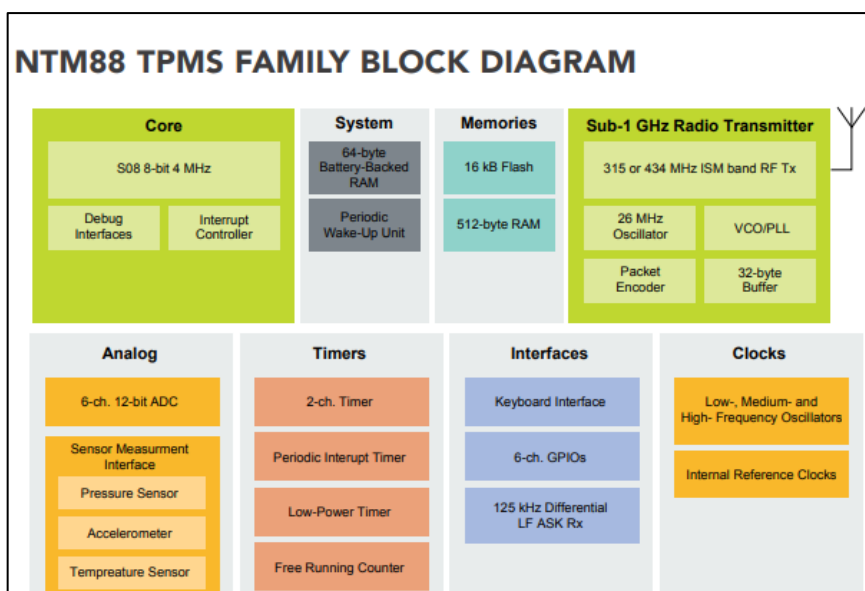 NTM88 TPMS FAMILY BLOCK DIAGRAM
Core
S08 8-bit 4 MHz
Debug
Interfaces
Interrupt
Controller
System
64-byte
Battery-Backed
RAM
Periodic
Wake-Up Unit
Memories
16 kB Flash
512-byte RAM
Sub-1 GHz Radio Transmitter
315 or 434 MHz ISM band RF Tx
26 MHz
Oscillator
VCO/PLL
Packet
Encoder
32-byte
Buffer
Analog
6-ch. 12-bit ADC
Sensor Measurment
Interface
Pressure Sensor
Accelerometer
Tempreature Sensor
Timers
2-ch. Timer
Periodic Interupt Timer
Low-Power Timer
Free Running Counter
Interfaces
Keyboard Interface
6-ch. GPIOs
125 kHz Differential
LF ASK Rx
Clocks
Low-, Medium- and
High- Frequency Oscillators
Internal Reference Clocks